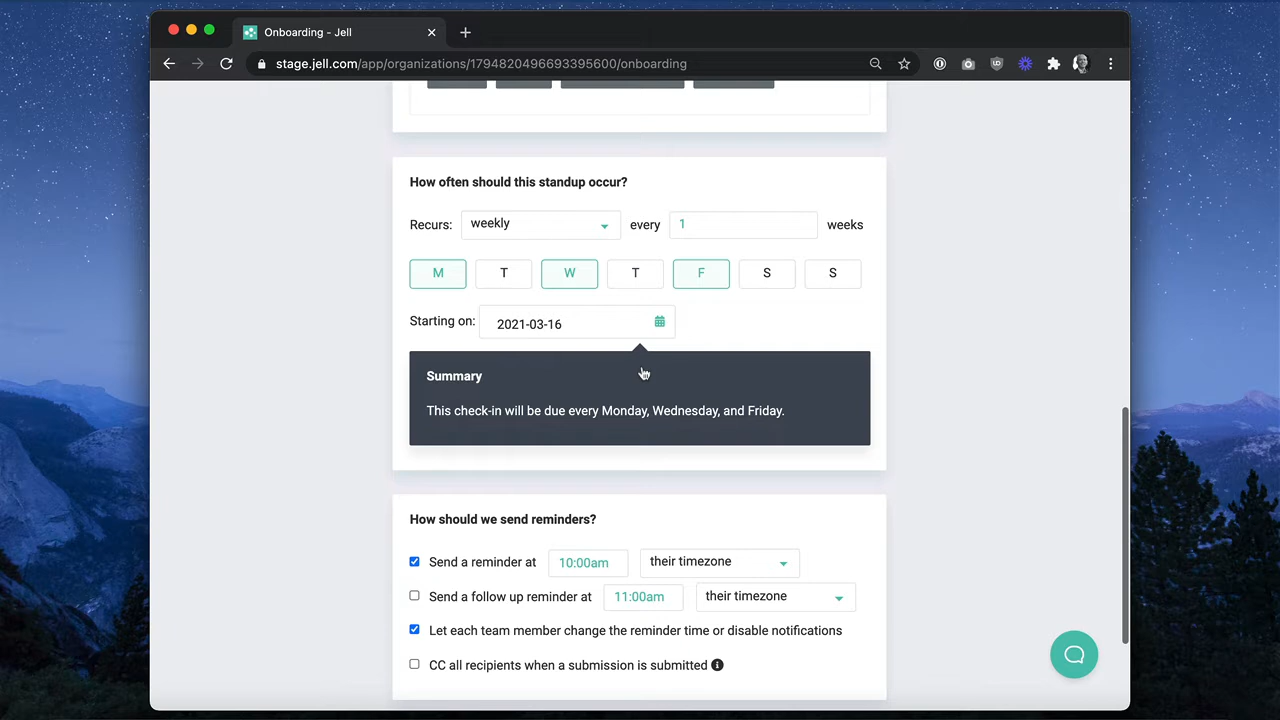 Onboarding - Jell
stage.jell.com/app/organizations/1794820496693395600/onboarding
How often should this standup occur?
Recurs: weekly every 1 weeks
M T W T F S S
Starting on: 2021-03-16
Summary
This check-in will be due every Monday, Wednesday, and Friday.
How should we send reminders?
Send a reminder at 10:00am their timezone
Send a follow up reminder at 11:00am their timezone
Let each team member change the reminder time or disable notifications
CC all recipients when a submission is submitted